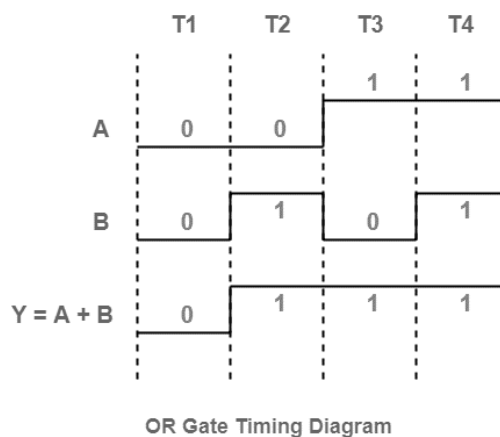 T1 T2 T3 T4
1 1
A 0 0
B 0 1 0 1
Y = A + B 0 1 1 1
OR Gate Timing Diagram